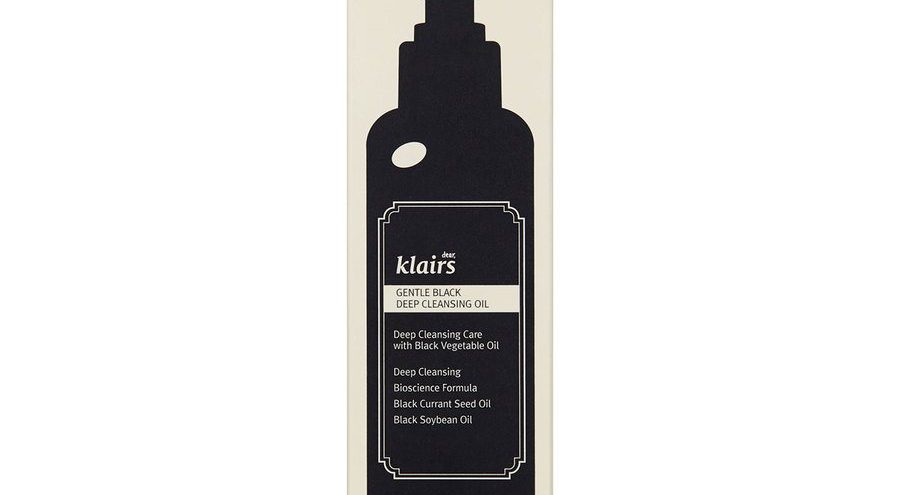 dear,
klairs
GENTLE BLACK
DEEP CLEANSING OIL
Deep Cleansing Care
with Black Vegetable Oil
Deep Cleansing
Bioscience Formula
Black Currant Seed Oil
Black Soybean Oil